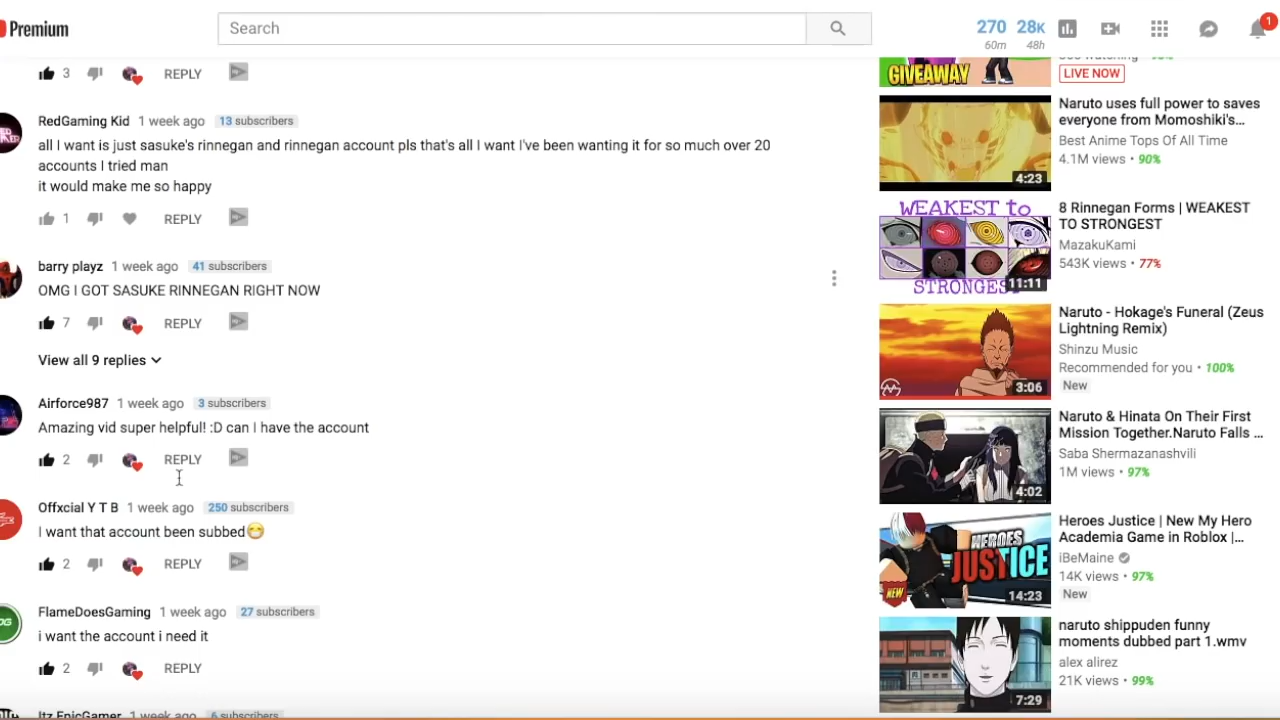 Premium
Search
270 28K
60m 48h
1
3
REPLY
RedGaming Kid 1 week ago 13 subscribers
all I want is just sasuke's rinnegan and rinnegan account pls that's all I want I've been wanting it for so much over 20
accounts I tried man
it would make me so happy
1
REPLY
barry playz 1 week ago 41 subscribers
OMG I GOT SASUKE RINNEGAN RIGHT NOW
7
REPLY
View all 9 replies
Airforce987 1 week ago 3 subscribers
Amazing vid super helpful! :D can I have the account
2
REPLY
Offxcial Y T B 1 week ago 250 subscribers
I want that account been subbed
2
REPLY
FlameDoesGaming 1 week ago 27 subscribers
i want the account i need it
2
REPLY
Itz EpicGamer 1 week ago 6 subscribers
GIVEAWAY
LIVE NOW
4:23
Naruto uses full power to saves
everyone from Momoshiki's...
Best Anime Tops Of All Time
4.1M views • 90%
WEAKEST to
STRONGEST
11:11
8 Rinnegan Forms | WEAKEST
TO STRONGEST
MazakuKami
543K views • 77%
3:06
Naruto - Hokage's Funeral (Zeus
Lightning Remix)
Shinzu Music
Recommended for you • 100%
New
4:02
Naruto & Hinata On Their First
Mission Together.Naruto Falls ...
Saba Shermazanashvili
1M views • 97%
HEROES
JUSTICE
NEW
14:23
Heroes Justice | New My Hero
Academia Game in Roblox |...
iBeMaine
14K views • 97%
New
7:29
naruto shippuden funny
moments dubbed part 1.wmv
alex alirez
21K views • 99%